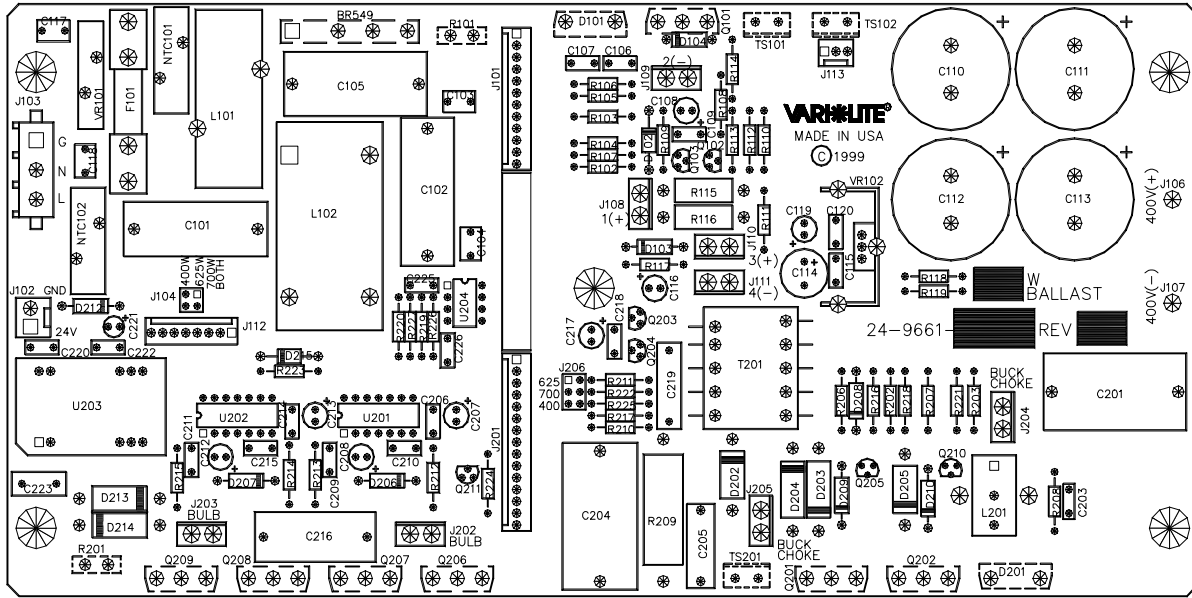 C117
BR549
R101
D101
Q101
D104
TS101
TS102
J113
C110
C111
J103
VR101
F101
NTC101
L101
C105
C103
J101
C107
C106
J109
2(-)
R114
R106
R105
C108
R103
R108
C109
VARI✳LITE®
MADE IN USA
© 1999
G
N
L
C118
R104
R107
R102
R109
Q103
Q102
R113
R112
R110
C102
L102
C101
NTC102
C104
J108
1(+)
R115
R116
R111
VR102
C112
C113
400V(+)
J106
C119
C120
D103
R117
J110
3(+)
C114
C115
J111
4(-)
C116
R118
R119
W
BALLAST
400V(-)
J107
400W
625W
700W
BOTH
J104
J102
GND
24V
D212
C221
J112
C225
U204
R220
R219
C226
C220
C222
C217
C218
Q203
Q204
24-9661-
REV
T201
U203
D215
R223
J206
625
700
400
R211
R222
R225
R217
R210
C219
R206
D208
R216
R202
R207
R221
R203
BUCK
CHOKE
J204
C201
C211
U202
U201
C206
C207
C212
C215
C208
C210
R215
D207
R214
R213
C209
D206
R212
Q211
R224
J201
C223
D213
D214
J203
BULB
C216
J202
BULB
C204
R209
C205
D202
J205
BUCK
CHOKE
D204
D203
D209
Q205
D205
D210
Q210
L201
R208
C203
R201
Q209
Q208
Q207
Q206
TS201
Q201
Q202
D201